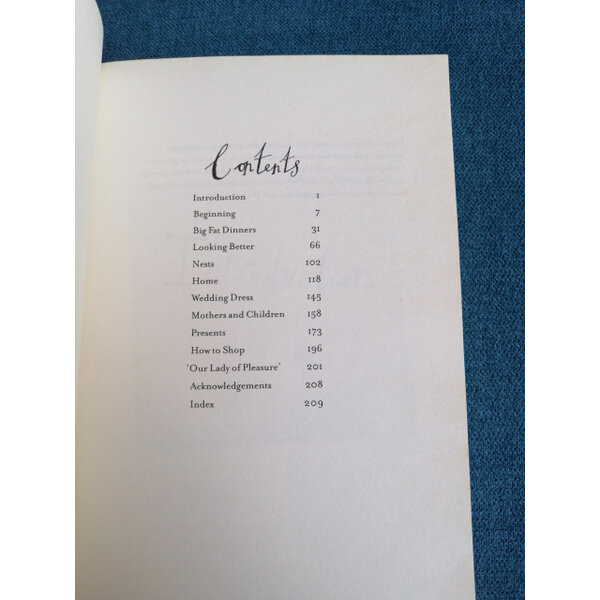 Contents
Introduction 1
Beginning 7
Big Fat Dinners 31
Looking Better 66
Nests 102
Home 118
Wedding Dress 145
Mothers and Children 158
Presents 173
How to Shop 196
'Our Lady of Pleasure' 201
Acknowledgements 208
Index 209